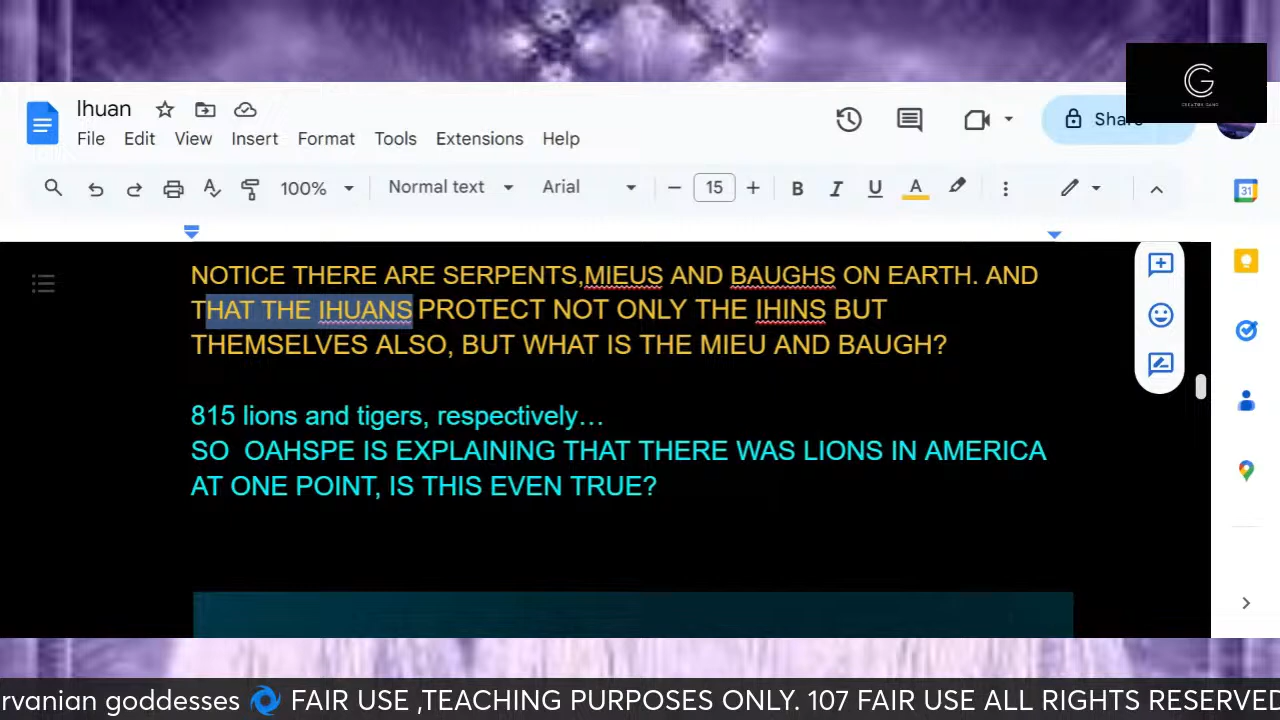 Ihuan
File Edit View Insert Format Tools Extensions Help
Share
100% Normal text Arial 15 B I U A
31
NOTICE THERE ARE SERPENTS,MIEUS AND BAUGHS ON EARTH. AND
THAT THE IHUANS PROTECT NOT ONLY THE IHINS BUT
THEMSELVES ALSO, BUT WHAT IS THE MIEU AND BAUGH?
815 lions and tigers, respectively…
SO OAHSPE IS EXPLAINING THAT THERE WAS LIONS IN AMERICA
AT ONE POINT, IS THIS EVEN TRUE?
rvanian goddesses FAIR USE ,TEACHING PURPOSES ONLY. 107 FAIR USE ALL RIGHTS RESERVED